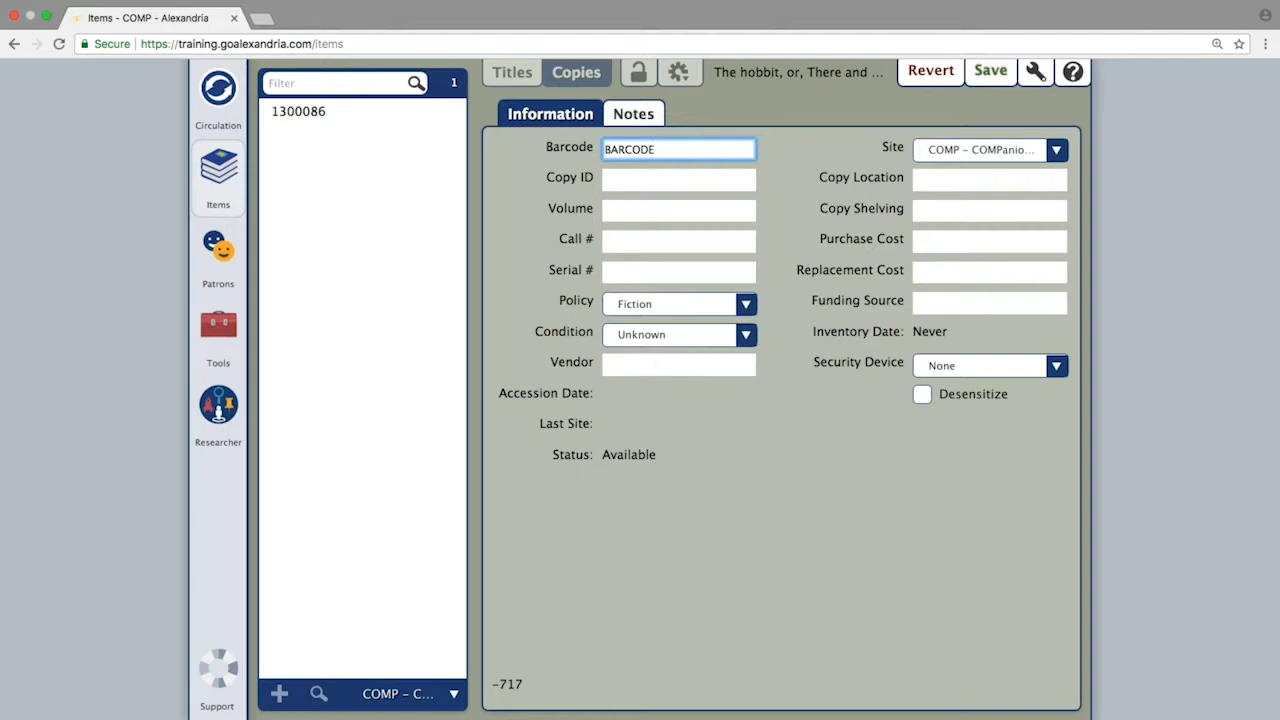 Items - COMP - Alexandria
Secure https://training.goalexandria.com/items
Circulation
Items
Patrons
Tools
Researcher
Support
Filter 1
1300086
COMP - C...
Titles Copies The hobbit, or, There and ... Revert Save
Information Notes
Barcode BARCODE Site COMP - COMPanio...
Copy ID Copy Location
Volume Copy Shelving
Call # Purchase Cost
Serial # Replacement Cost
Policy Fiction Funding Source
Condition Unknown Inventory Date: Never
Vendor Security Device None
Accession Date: Desensitize
Last Site:
Status: Available
-717